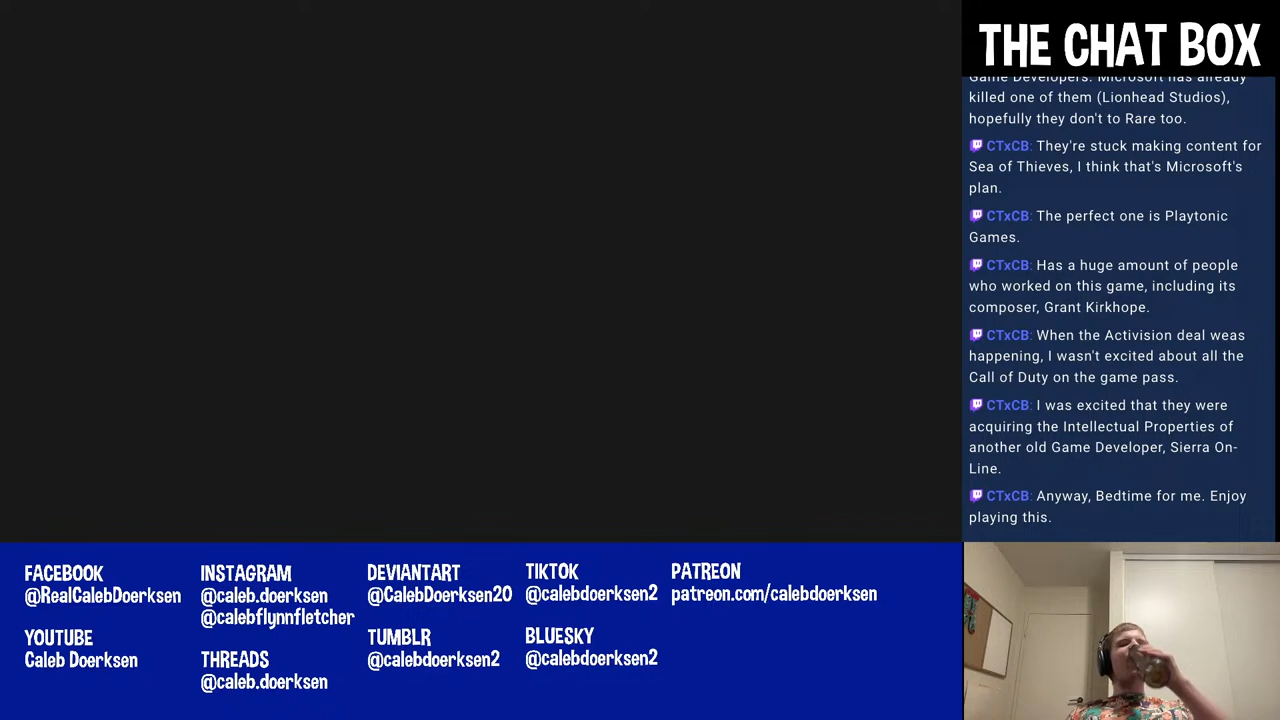 THE CHAT BOX
Game Developers. Microsoft has already
killed one of them (Lionhead Studios),
hopefully they don't to Rare too.
CTxCB: They're stuck making content for
Sea of Thieves, I think that's Microsoft's
plan.
CTxCB: The perfect one is Playtonic
Games.
CTxCB: Has a huge amount of people
who worked on this game, including its
composer, Grant Kirkhope.
CTxCB: When the Activision deal weas
happening, I wasn't excited about all the
Call of Duty on the game pass.
CTxCB: I was excited that they were
acquiring the Intellectual Properties of
another old Game Developer, Sierra On-
Line.
CTxCB: Anyway, Bedtime for me. Enjoy
playing this.
FACEBOOK
@RealCalebDoerksen
YOUTUBE
Caleb Doerksen
INSTAGRAM
@caleb.doerksen
@calebflynnfletcher
THREADS
@caleb.doerksen
DEVIANTART
@CalebDoerksen20
TUMBLR
@calebdoerksen2
TIKTOK
@calebdoerksen2
BLUESKY
@calebdoerksen2
PATREON
patreon.com/calebdoerksen